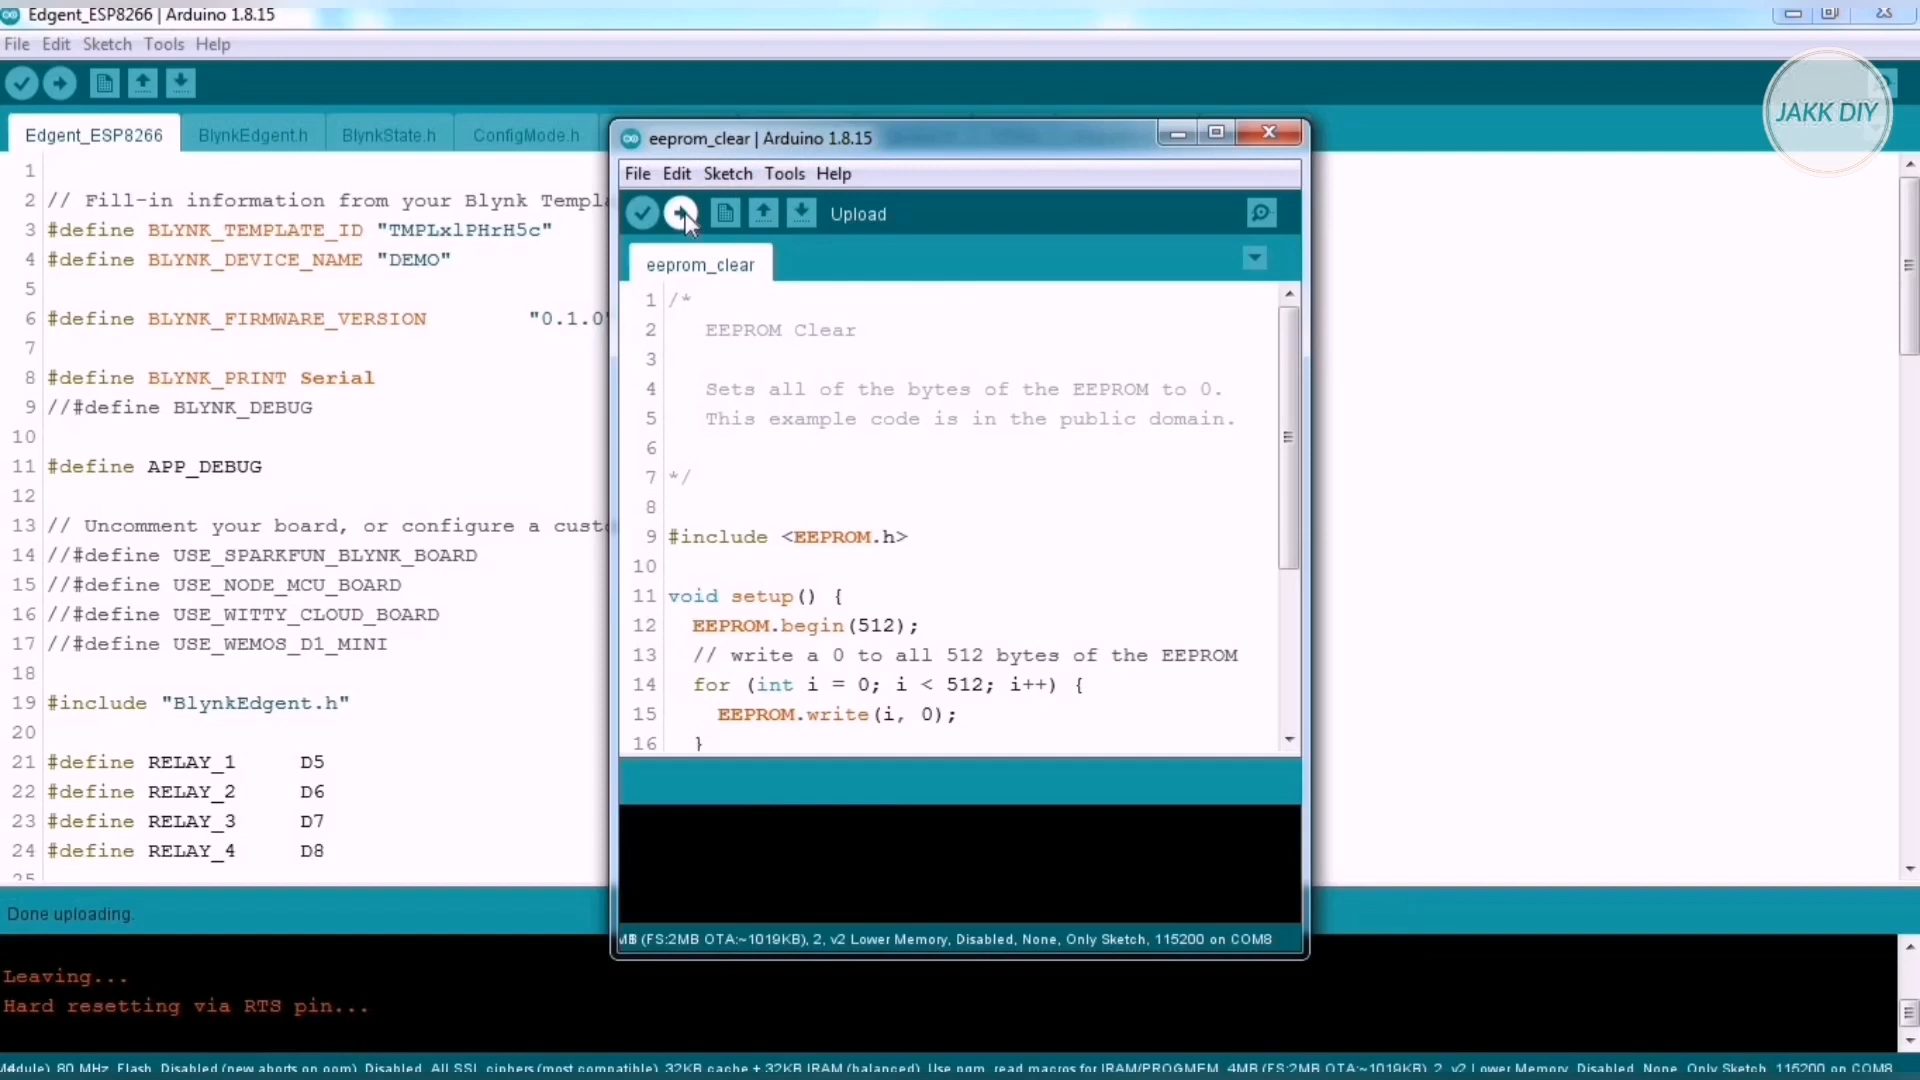 Edgent_ESP8266 | Arduino 1.8.15
File Edit Sketch Tools Help
JAKK DIY
Edgent_ESP8266 BlynkEdgent.h BlynkState.h ConfigMode.h
1
2 // Fill-in information from your Blynk Templa
3 #define BLYNK_TEMPLATE_ID "TMPLxlPHrH5c"
4 #define BLYNK_DEVICE_NAME "DEMO"
5
6 #define BLYNK_FIRMWARE_VERSION "0.1.0"
7
8 #define BLYNK_PRINT Serial
9 //#define BLYNK_DEBUG
10
11 #define APP_DEBUG
12
13 // Uncomment your board, or configure a custo
14 //#define USE_SPARKFUN_BLYNK_BOARD
15 //#define USE_NODE_MCU_BOARD
16 //#define USE_WITTY_CLOUD_BOARD
17 //#define USE_WEMOS_D1_MINI
18
19 #include "BlynkEdgent.h"
20
21 #define RELAY_1 D5
22 #define RELAY_2 D6
23 #define RELAY_3 D7
24 #define RELAY_4 D8
25
Done uploading.
Leaving...
Hard resetting via RTS pin...
Module), 80 MHz, Flash, Disabled (new aborts on oom), Disabled, All SSL ciphers (most compatible), 32KB cache + 32KB IRAM (balanced), Use pgm_read macros for IRAM/PROGMEM, 4MB (FS:2MB OTA:~1019KB), 2, v2 Lower Memory, Disabled, None, Only Sketch, 115200 on COM8
eeprom_clear | Arduino 1.8.15
File Edit Sketch Tools Help
Upload
eeprom_clear
1 /*
2 EEPROM Clear
3
4 Sets all of the bytes of the EEPROM to 0.
5 This example code is in the public domain.
6
7 */
8
9 #include <EEPROM.h>
10
11 void setup() {
12 EEPROM.begin(512);
13 // write a 0 to all 512 bytes of the EEPROM
14 for (int i = 0; i < 512; i++) {
15 EEPROM.write(i, 0);
16 }
MB (FS:2MB OTA:~1019KB), 2, v2 Lower Memory, Disabled, None, Only Sketch, 115200 on COM8